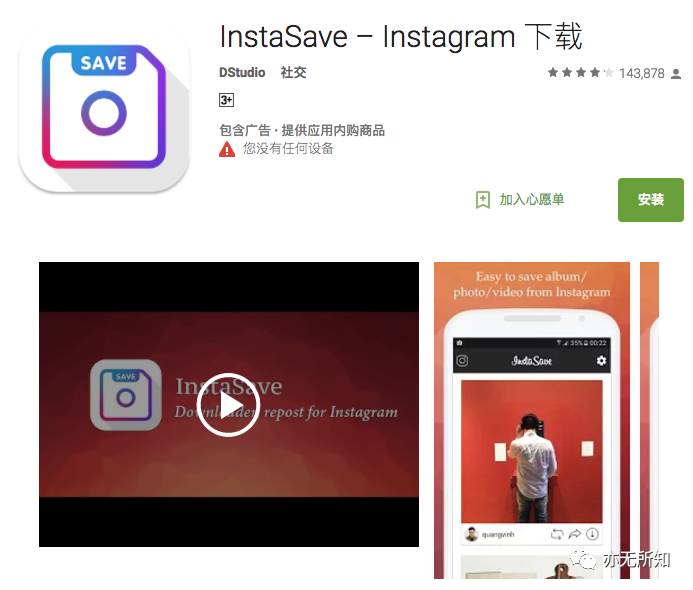 SAVE
InstaSave – Instagram 下载
DStudio 社交
143,878
3+
包含广告 · 提供应用内购商品
您没有任何设备
加入心愿单
安装
SAVE
InstaSave
Downloader, repost for Instagram
Easy to save album/
photo/video from Instagram
35% 00:22
InstaSave
quangvinh
亦无所知